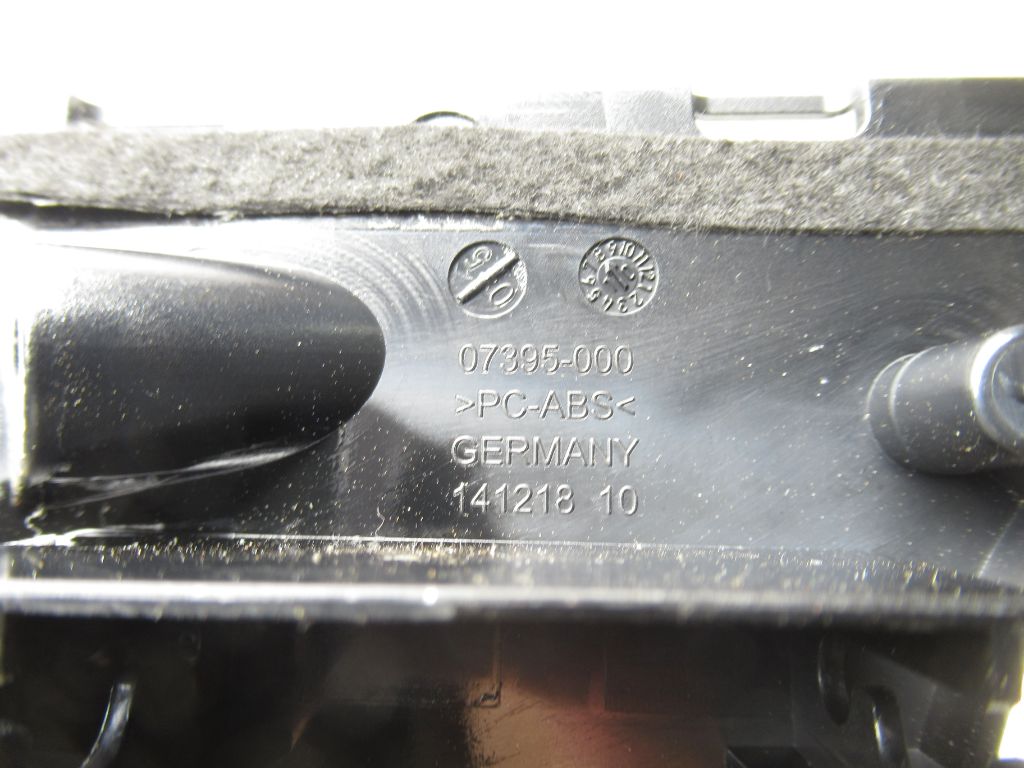 07395-000
>PC-ABS<
GERMANY
141218 10